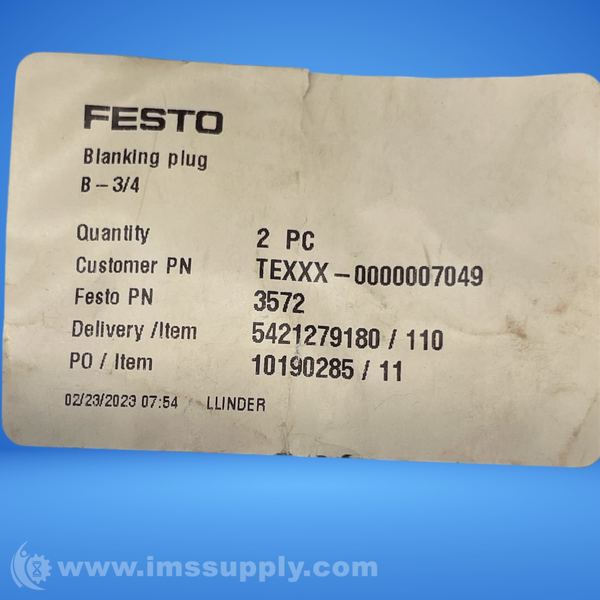 FESTO
Blanking plug
B - 3/4
Quantity 2 PC
Customer PN TEXXX-0000007049
Festo PN 3572
Delivery /Item 5421279180 / 110
PO / Item 10190285 / 11
02/23/2023 07:54 LLINDER
www.imssupply.com